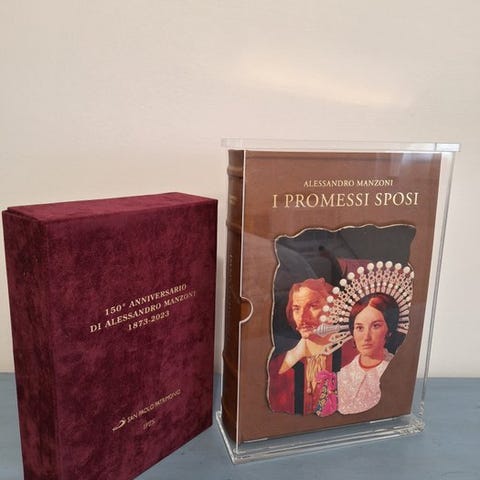 150° ANNIVERSARIO
DI ALESSANDRO MANZONI
1873-2023
SAN PAOLO PATRIMONIO
ALESSANDRO MANZONI
I PROMESSI SPOSI